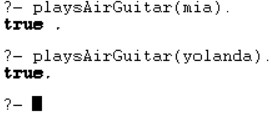 ?- playsAirGuitar(mia).
true .
?- playsAirGuitar(yolanda).
true.
?-